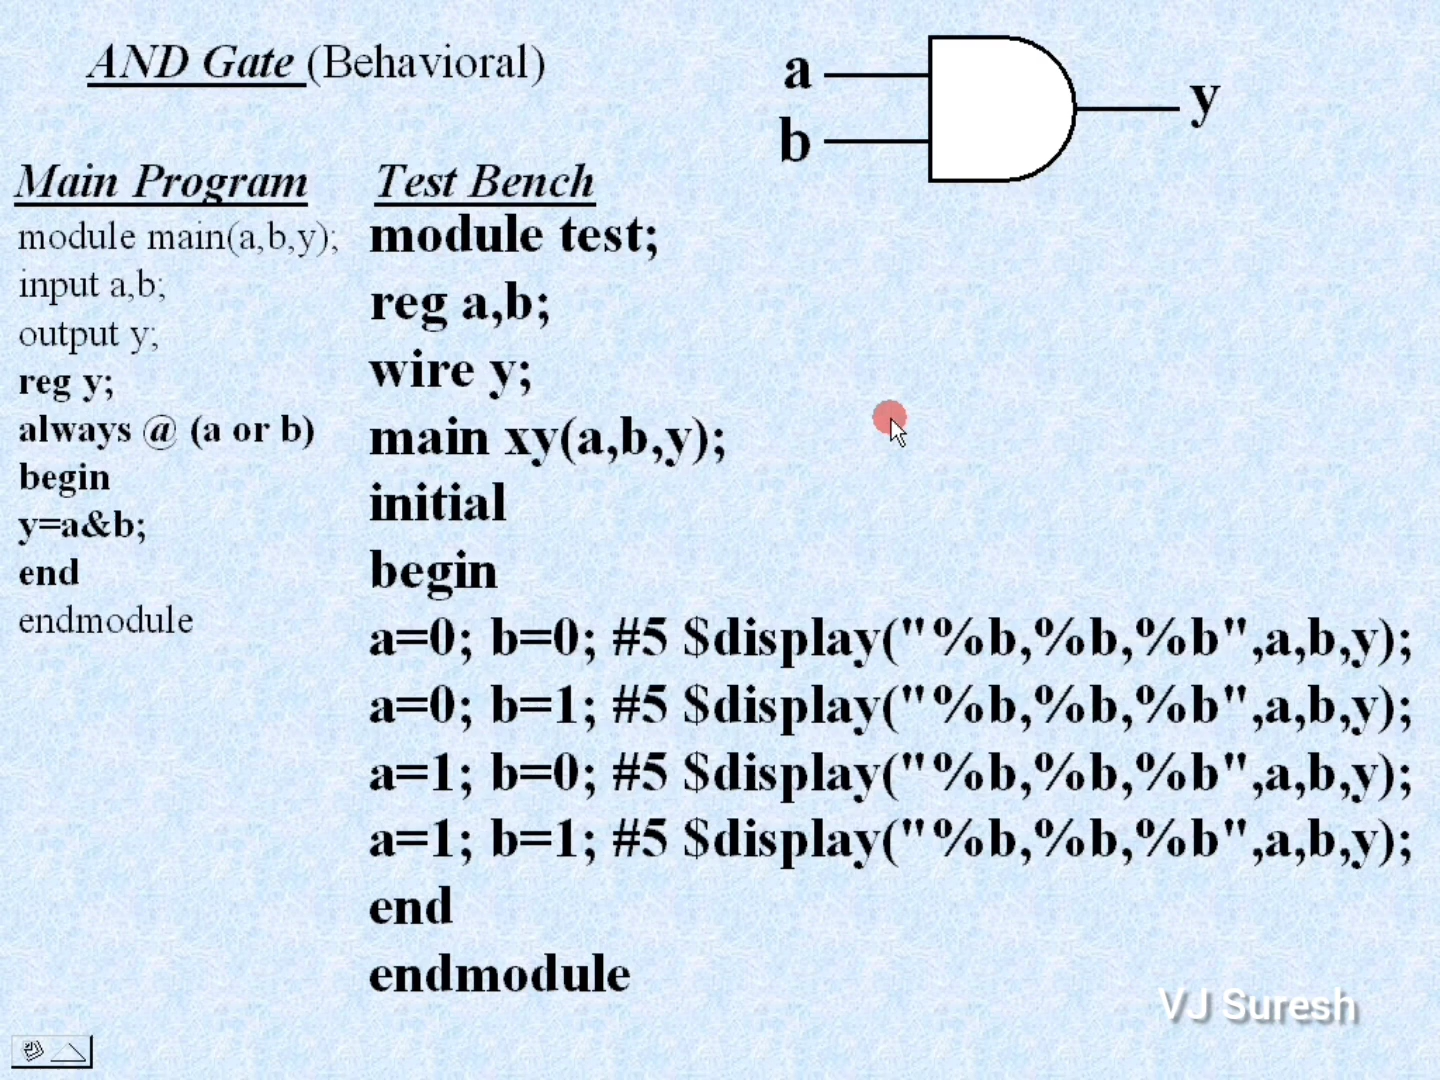 AND Gate (Behavioral)
a
b
y
Main Program
module main(a,b,y);
input a,b;
output y;
reg y;
always @ (a or b)
begin
y=a&b;
end
endmodule
Test Bench
module test;
reg a,b;
wire y;
main xy(a,b,y);
initial
begin
a=0; b=0; #5 $display("%b,%b,%b",a,b,y);
a=0; b=1; #5 $display("%b,%b,%b",a,b,y);
a=1; b=0; #5 $display("%b,%b,%b",a,b,y);
a=1; b=1; #5 $display("%b,%b,%b",a,b,y);
end
endmodule
VJ Suresh